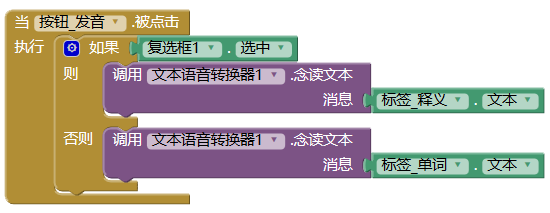 当 按钮_发音 .被点击
执行 如果 复选框1 . 选中
则 调用 文本语音转换器1 .念读文本
消息 标签_释义 . 文本
否则 调用 文本语音转换器1 .念读文本
消息 标签_单词 . 文本